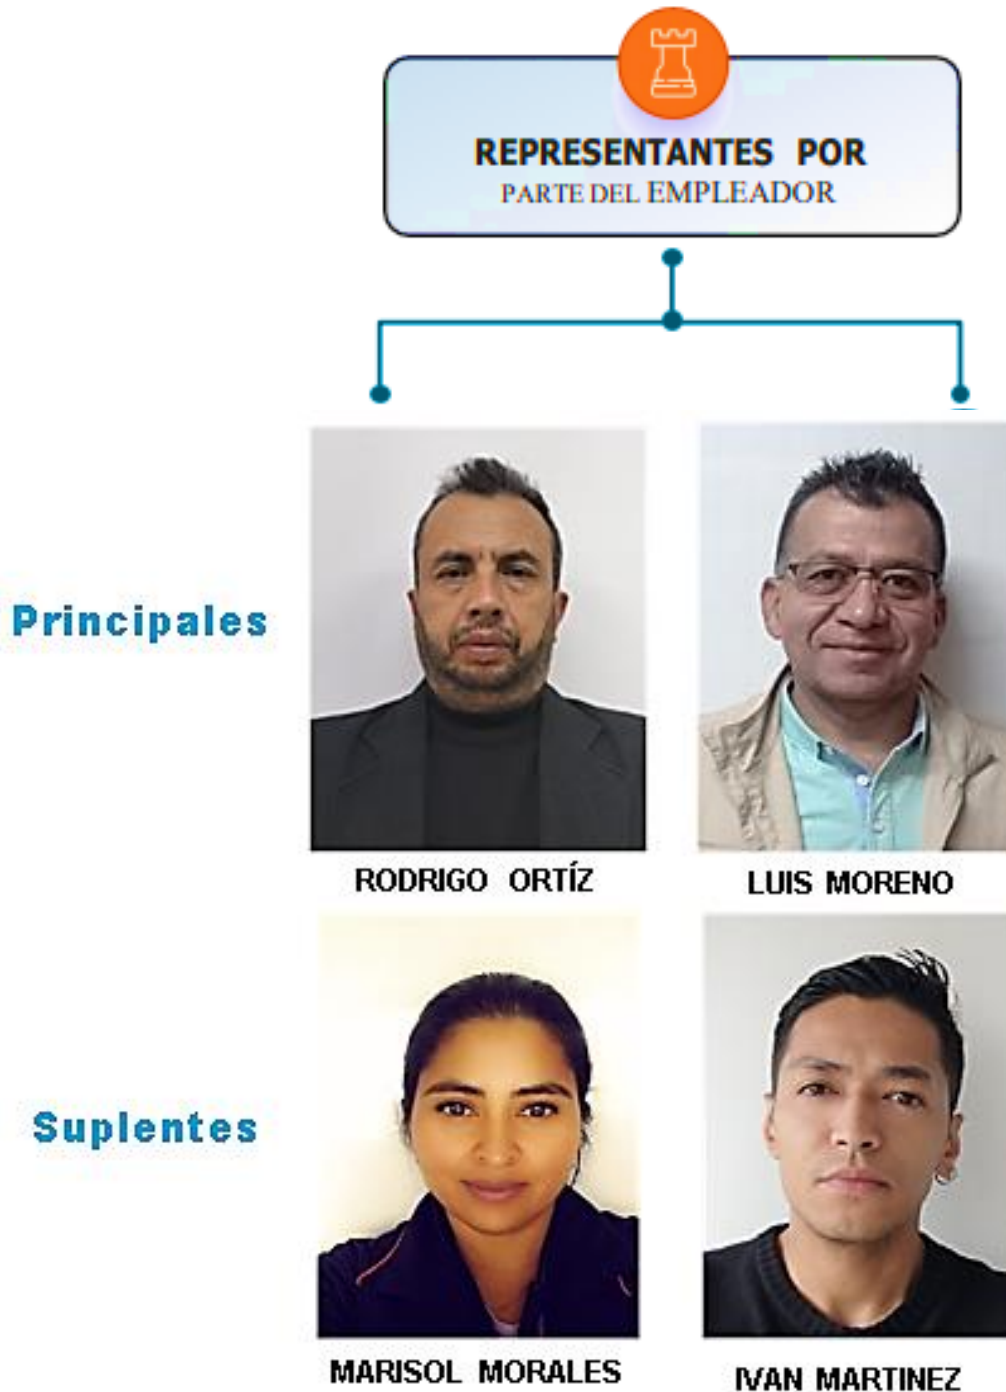 REPRESENTANTES POR
PARTE DEL EMPLEADOR
Principales
RODRIGO ORTÍZ
LUIS MORENO
Suplentes
MARISOL MORALES
IVAN MARTINEZ